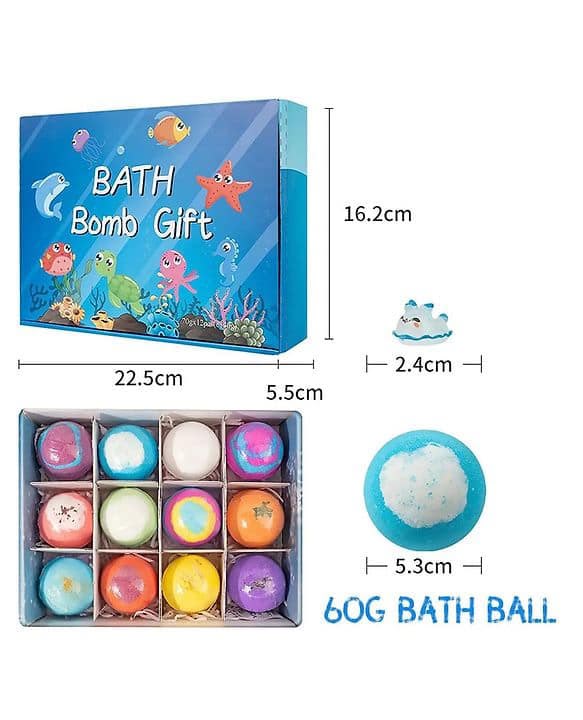 BATH
Bomb Gift
16.2cm
2.4cm
22.5cm
5.5cm
5.3cm
60G BATH BALL